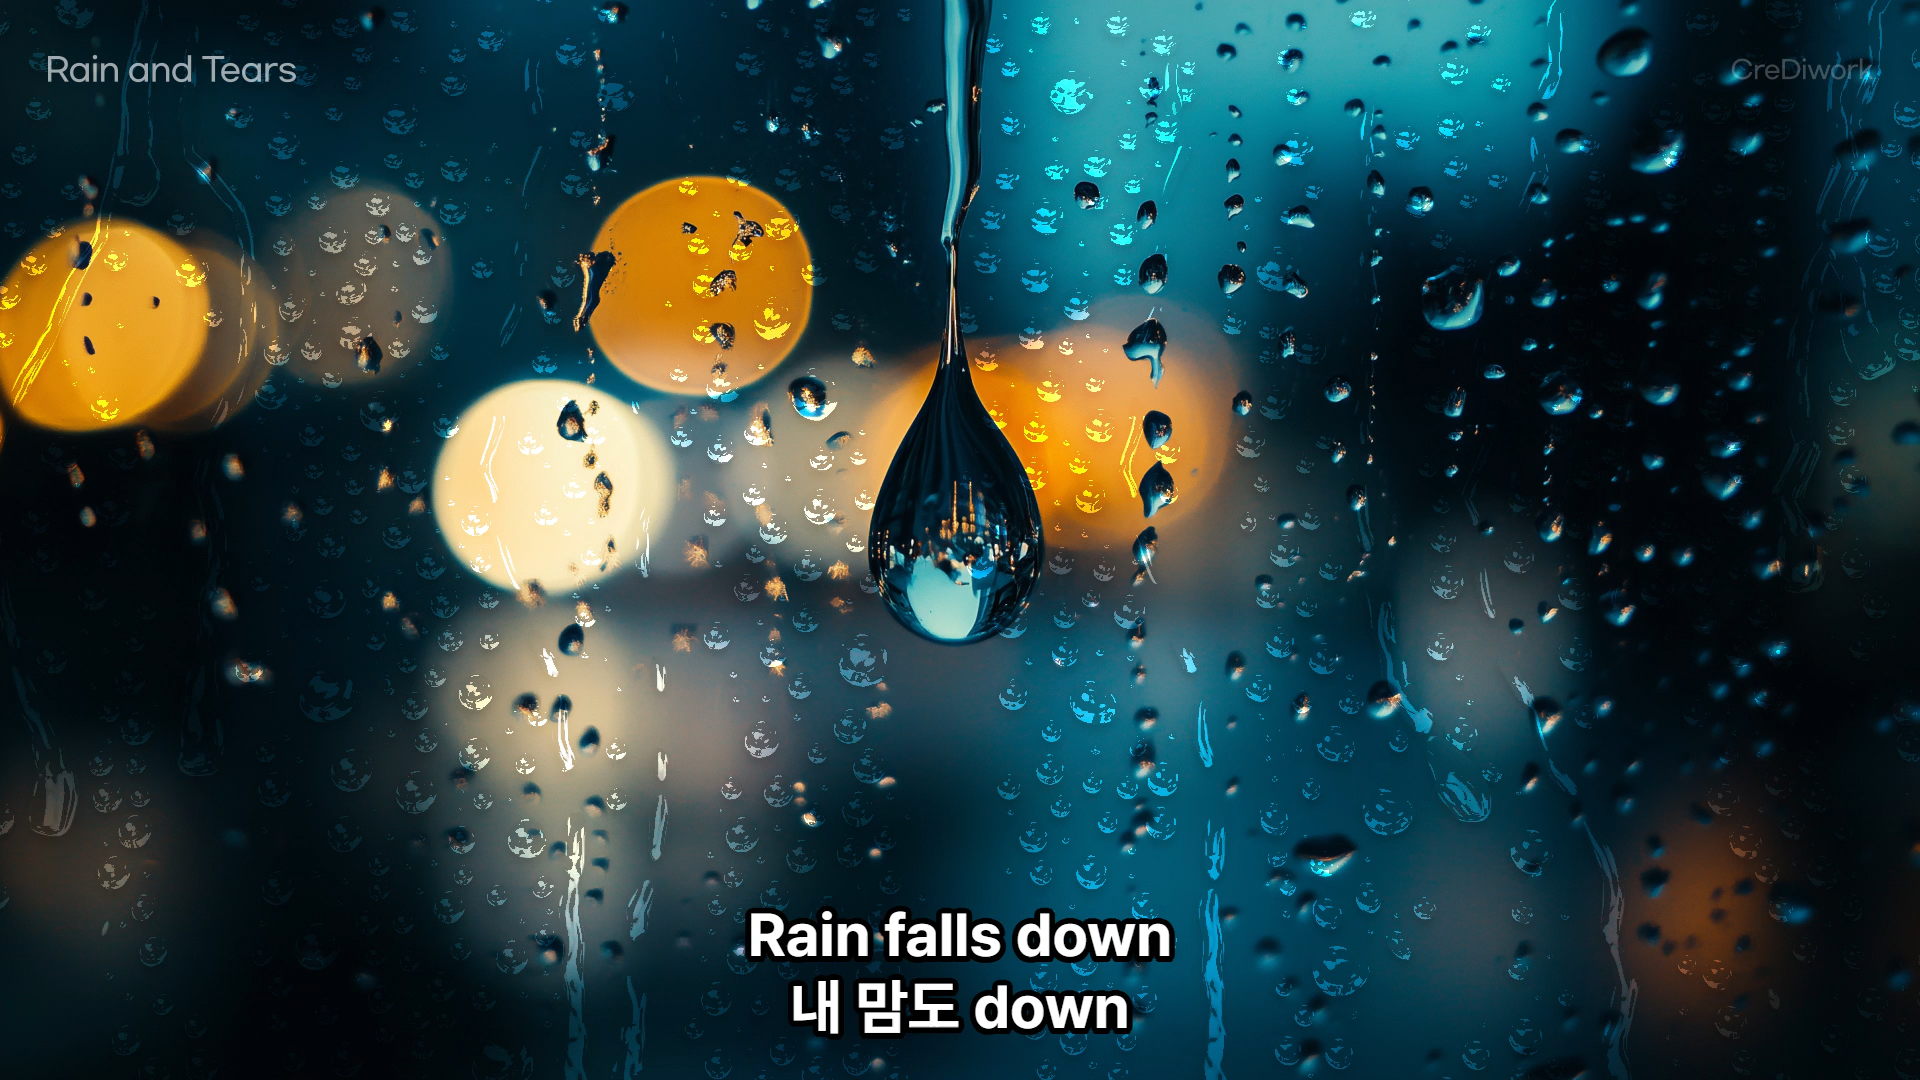 Rain and Tears
CreDiwork
Rain falls down
내 맘도 down